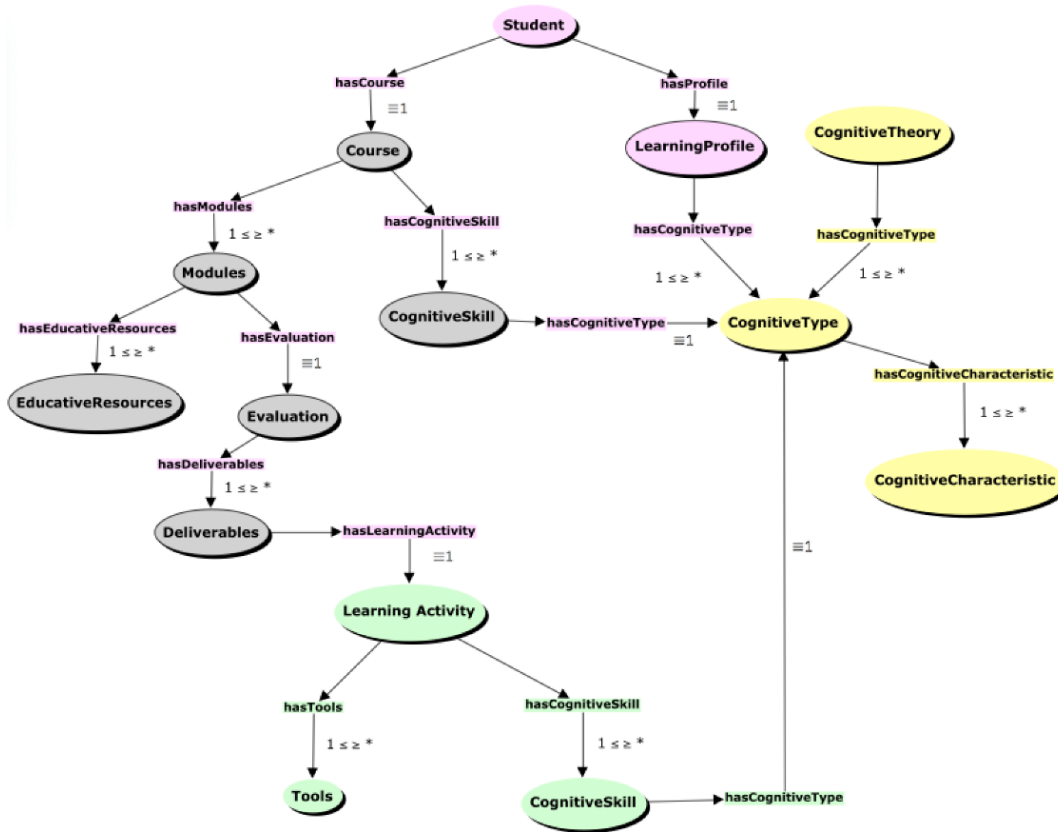 Student
hasCourse
hasProfile
≡1
≡1
CognitiveTheory
Course
LearningProfile
hasModules
hasCognitiveSkill
hasCognitiveType
hasCognitiveType
1 ≤ ≥ *
1 ≤ ≥ *
1 ≤ ≥ *
1 ≤ ≥ *
Modules
CognitiveSkill
hasCognitiveType
≡1
CognitiveType
hasEducativeResources
hasEvaluation
1 ≤ ≥ *
≡1
hasCognitiveCharacteristic
1 ≤ ≥ *
EducativeResources
Evaluation
hasDeliverables
1 ≤ ≥ *
CognitiveCharacteristic
Deliverables
hasLearningActivity
≡1
≡1
Learning Activity
hasTools
hasCognitiveSkill
1 ≤ ≥ *
1 ≤ ≥ *
Tools
CognitiveSkill
hasCognitiveType